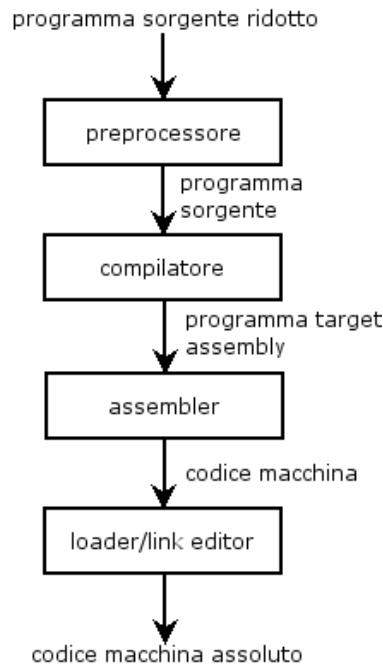 programma sorgente ridotto
preprocessore
programma
sorgente
compilatore
programma target
assembly
assembler
codice macchina
loader/link editor
codice macchina assoluto